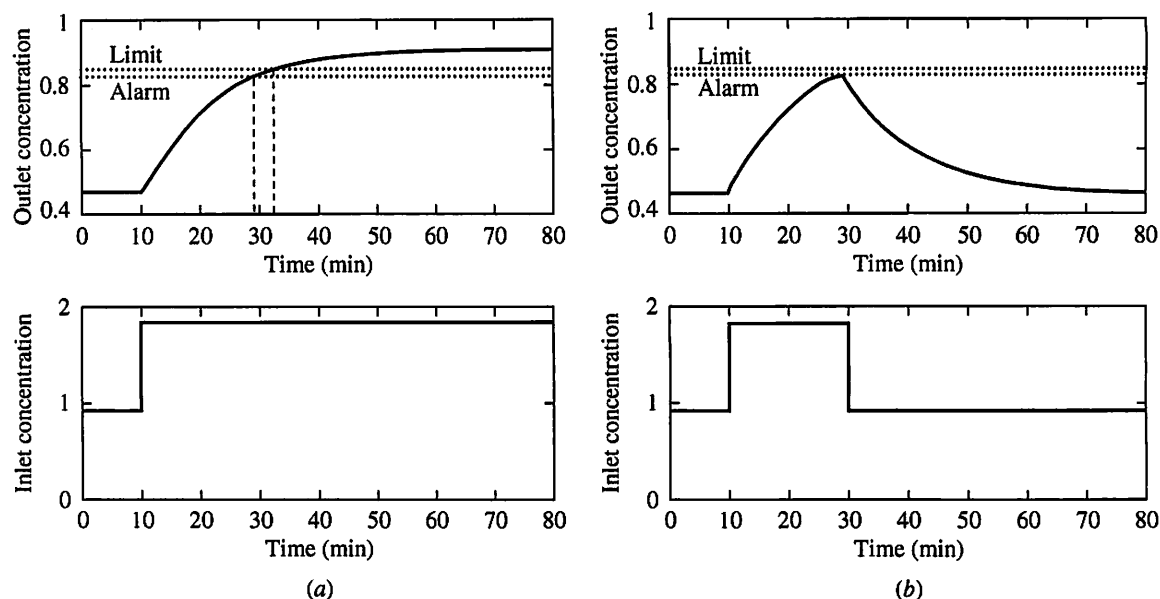 1
Limit
0.8
Alarm
0.6
0.4
Outlet concentration
0 10 20 30 40 50 60 70 80
Time (min)
2
1
0
Inlet concentration
0 10 20 30 40 50 60 70 80
Time (min)
(a)
1
Limit
0.8
Alarm
0.6
0.4
Outlet concentration
0 10 20 30 40 50 60 70 80
Time (min)
2
1
0
Inlet concentration
0 10 20 30 40 50 60 70 80
Time (min)
(b)